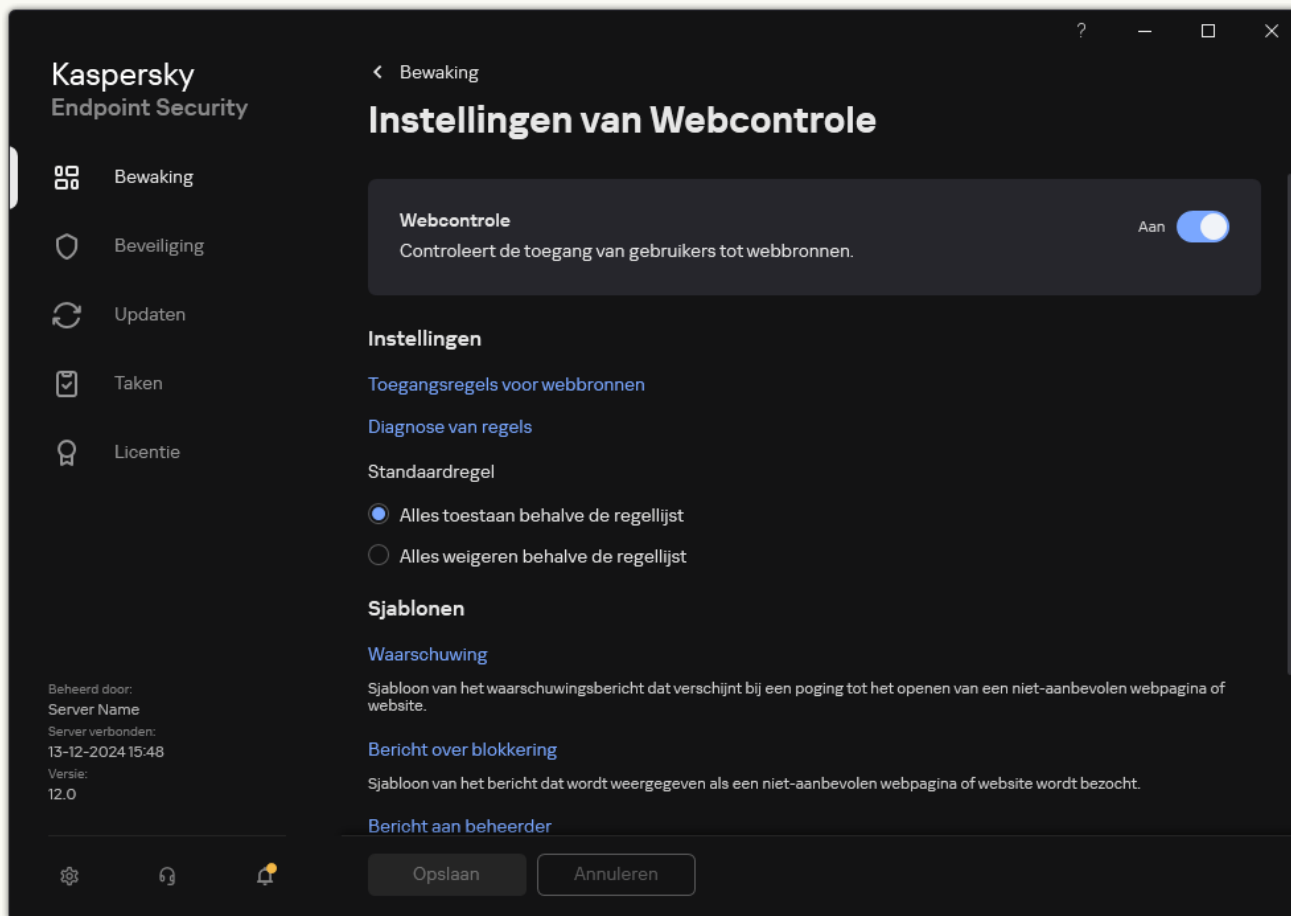 ?
Kaspersky
Endpoint Security
Bewaking
Beveiliging
Updaten
Taken
Licentie
Beheerd door:
Server Name
Server verbonden:
13-12-2024 15:48
Versie:
12.0
Bewaking
Instellingen van Webcontrole
Webcontrole
Controleert de toegang van gebruikers tot webbronnen.
Aan
Instellingen
Toegangsregels voor webbronnen
Diagnose van regels
Standaardregel
Alles toestaan behalve de regellijst
Alles weigeren behalve de regellijst
Sjablonen
Waarschuwing
Sjabloon van het waarschuwingsbericht dat verschijnt bij een poging tot het openen van een niet-aanbevolen webpagina of
website.
Bericht over blokkering
Sjabloon van het bericht dat wordt weergegeven als een niet-aanbevolen webpagina of website wordt bezocht.
Bericht aan beheerder
Opslaan
Annuleren